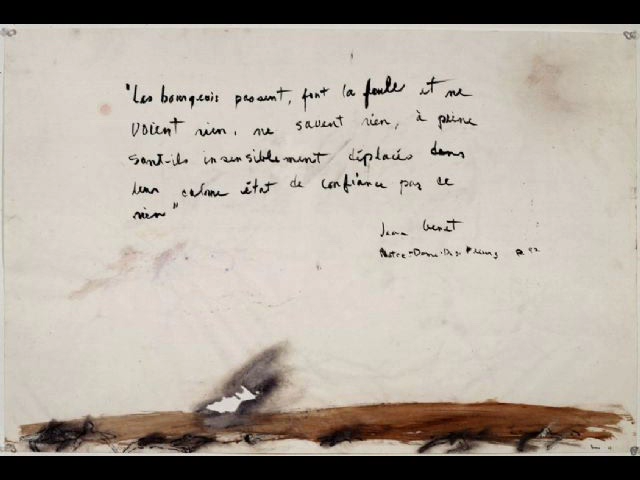 "Les bourgeois passent, font la foule et ne
voient rien, ne savent rien, à peine
sont-ils insensiblement déplacés dans
leur calme état de confiance par ce
rien"
Jean Genet
Notre-Dame-Des-Fleurs p.